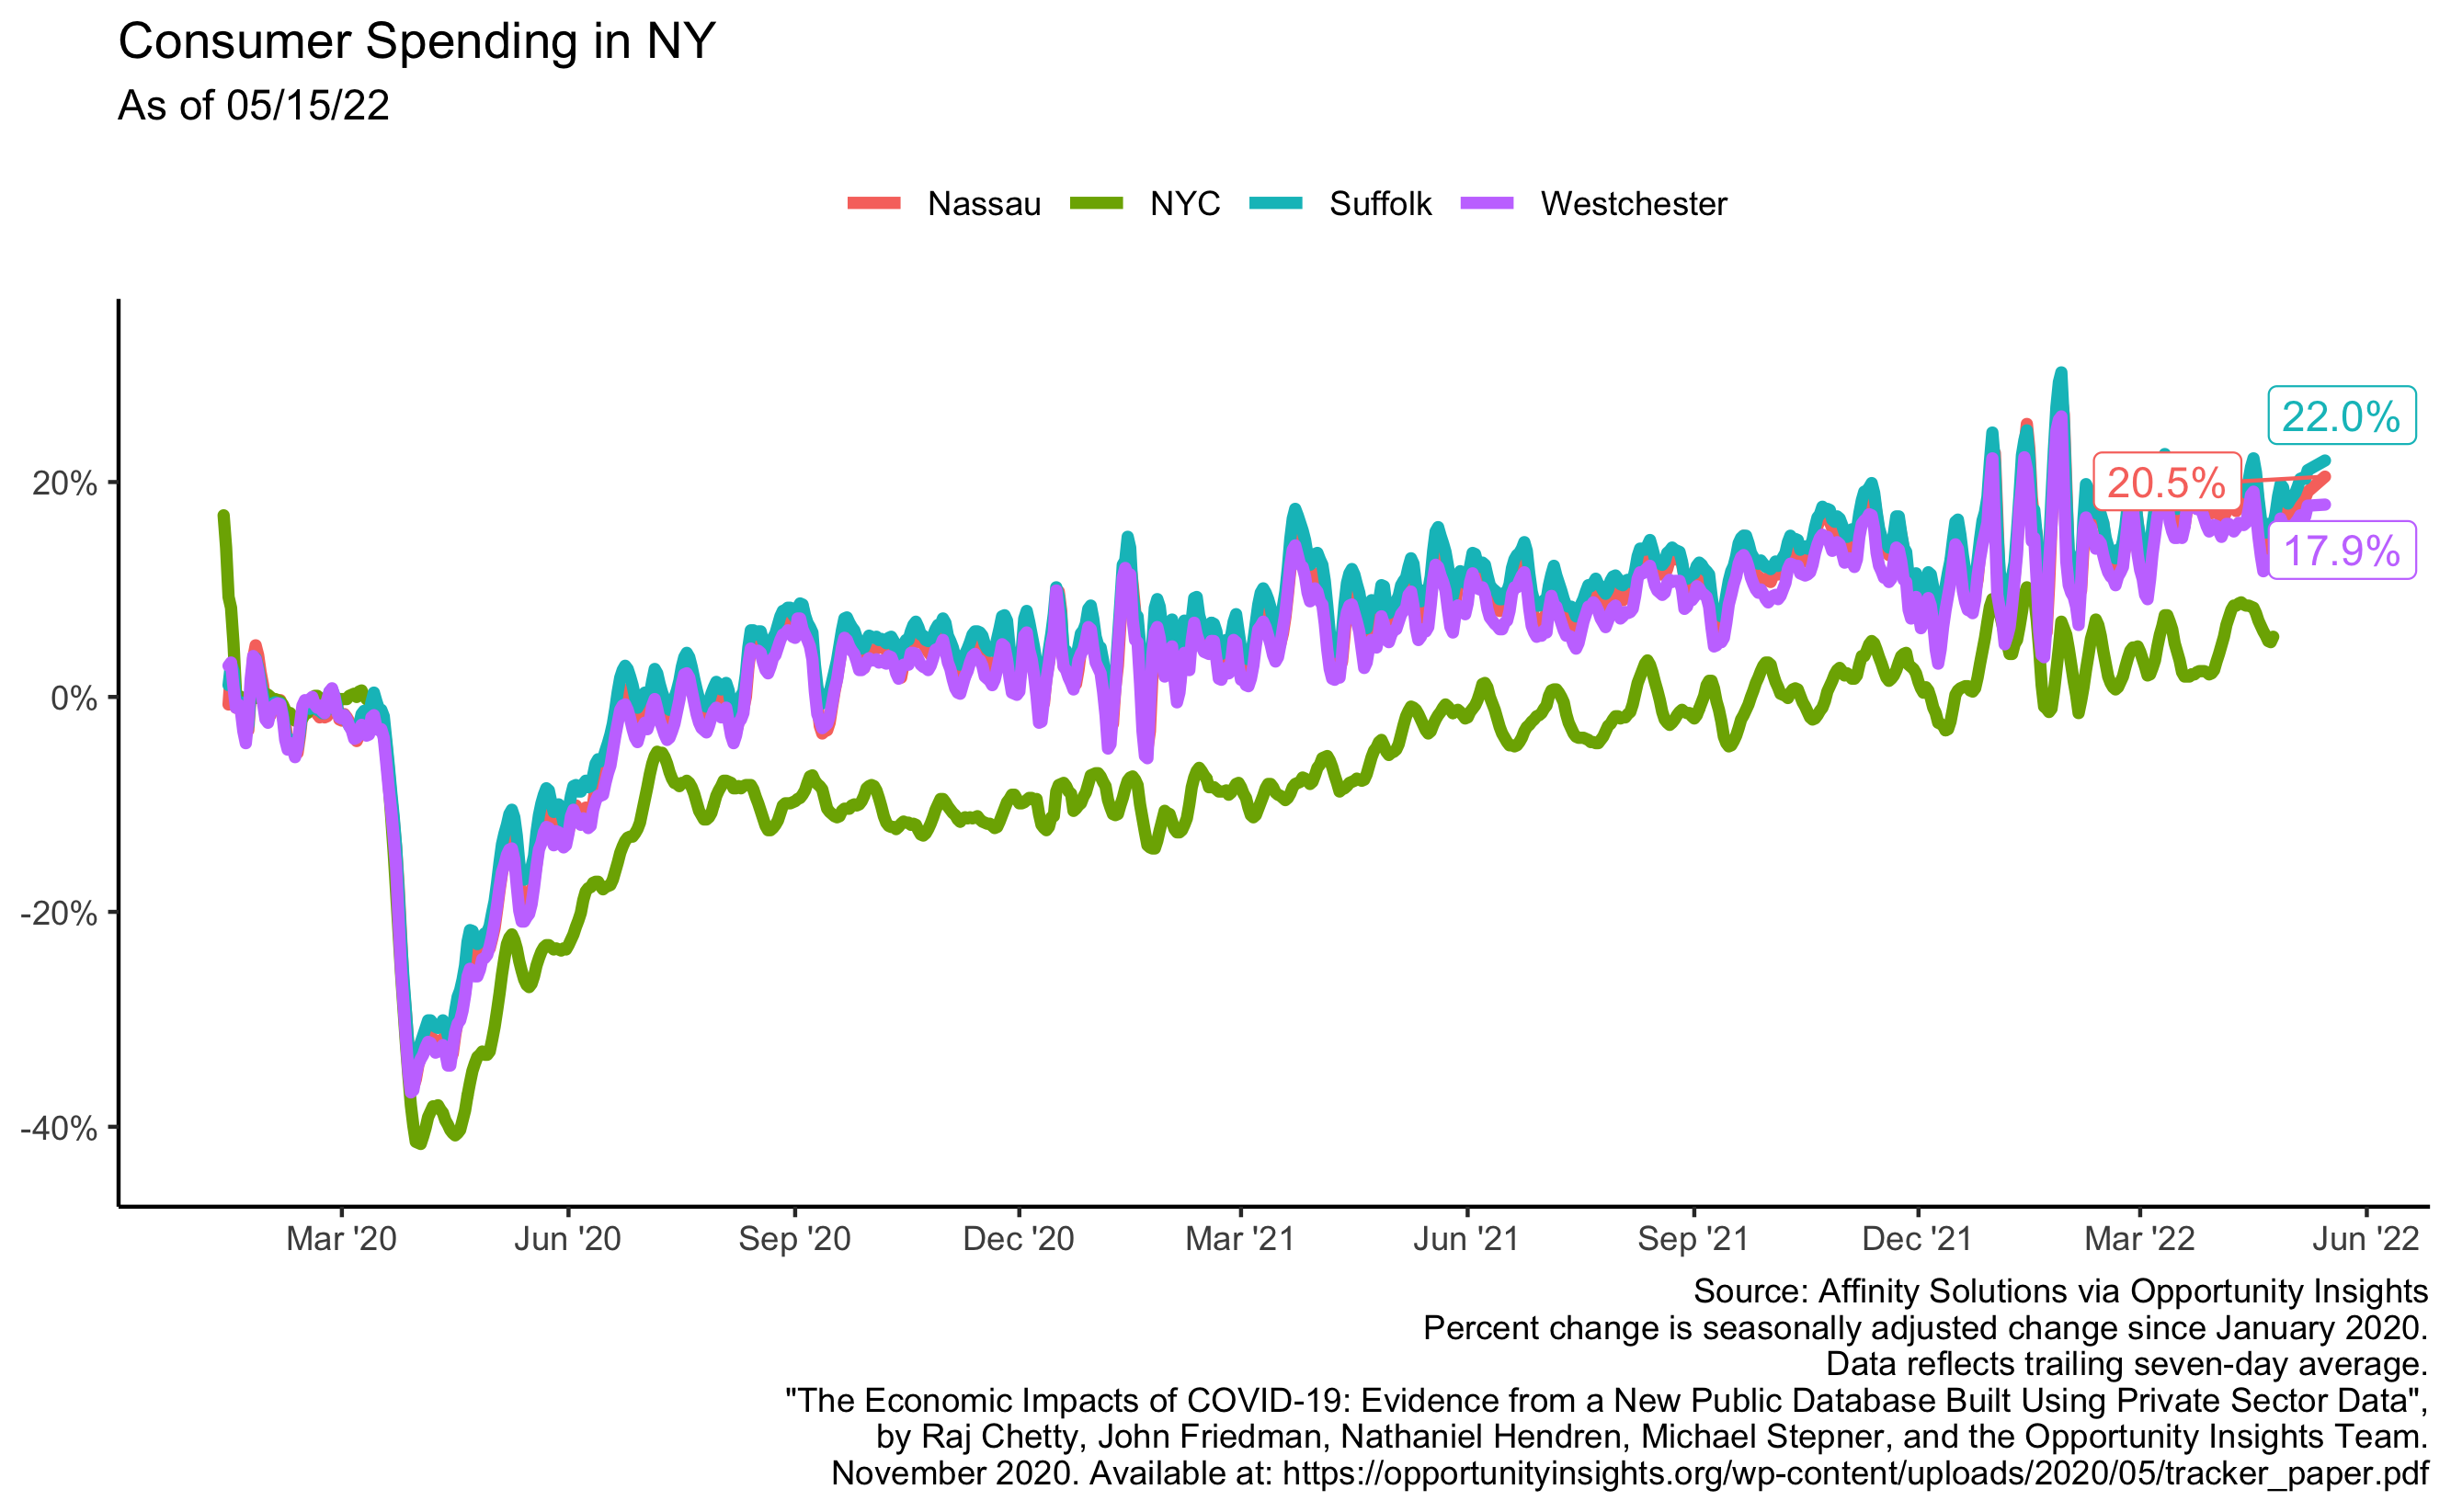 Consumer Spending in NY
As of 05/15/22
Nassau NYC Suffolk Westchester
22.0%
20.5%
17.9%
20%
0%
-20%
-40%
Mar '20 Jun '20 Sep '20 Dec '20 Mar '21 Jun '21 Sep '21 Dec '21 Mar '22 Jun '22
Source: Affinity Solutions via Opportunity Insights
Percent change is seasonally adjusted change since January 2020.
Data reflects trailing seven-day average.
"The Economic Impacts of COVID-19: Evidence from a New Public Database Built Using Private Sector Data",
by Raj Chetty, John Friedman, Nathaniel Hendren, Michael Stepner, and the Opportunity Insights Team.
November 2020. Available at: https://opportunityinsights.org/wp-content/uploads/2020/05/tracker_paper.pdf